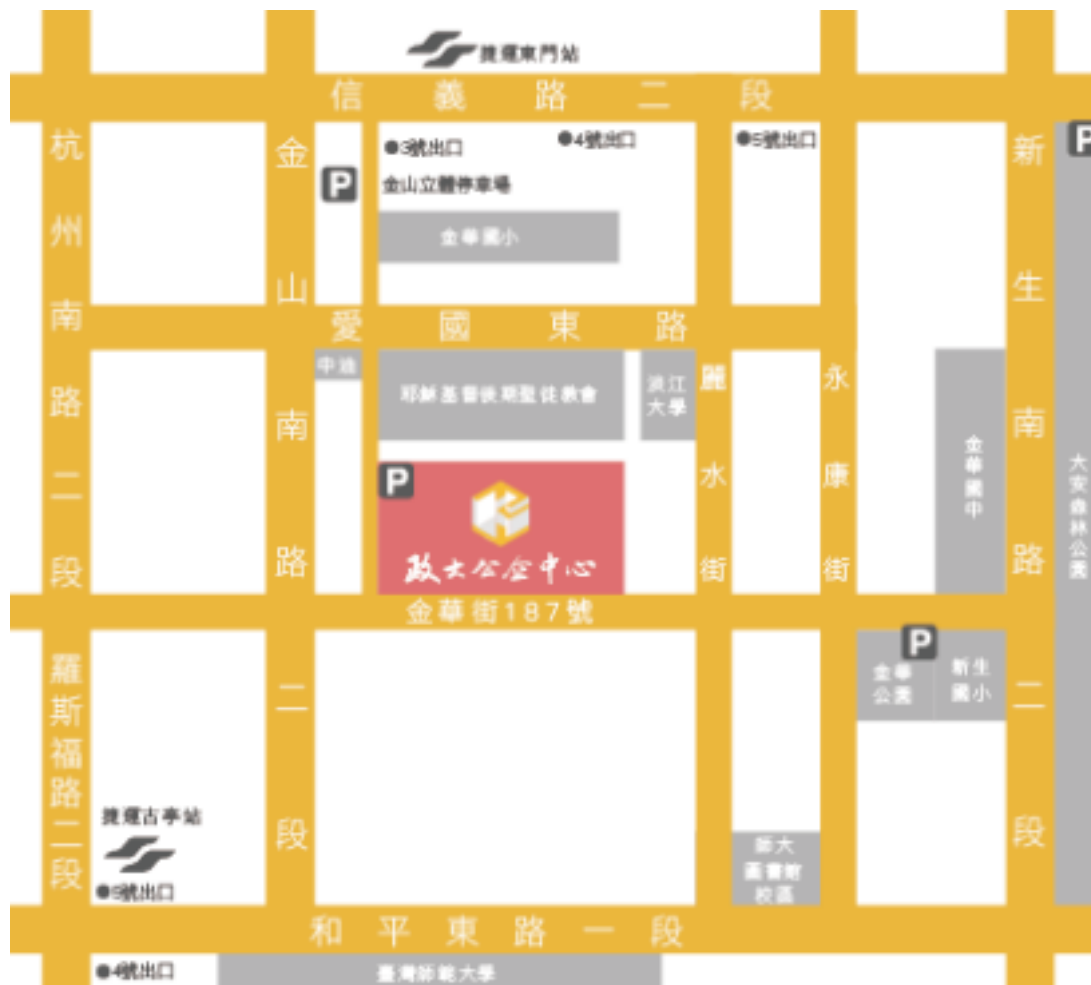 捷運東門站
信義路二段
杭州南路二段
金山南路二段
新生南路二段
3號出口
4號出口
5號出口
P
P
金山立體停車場
金華國小
愛國東路
中油
耶穌基督後期聖徒教會
淡江
大學
麗水街
永康街
金華國中
大安森林公園
P
政大公企中心
金華街187號
羅斯福路二段
P
金華
公園
新生
國小
捷運古亭站
師大
圖書館
校區
和平東路一段
4號出口
臺灣師範大學